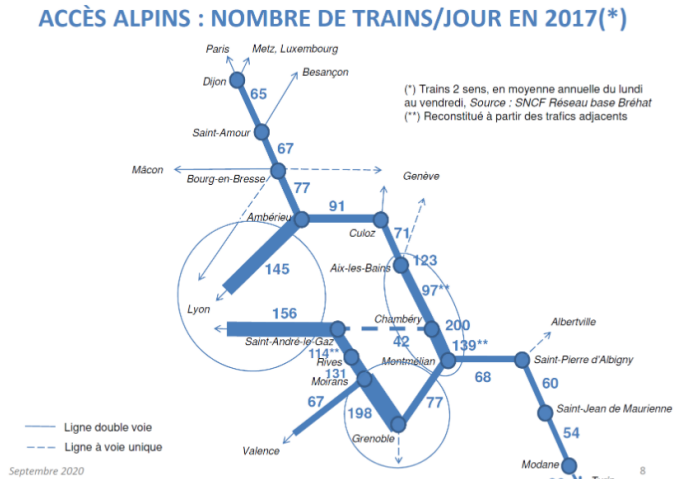 ACCÈS ALPINS : NOMBRE DE TRAINS/JOUR EN 2017(*)
Paris
Metz, Luxembourg
Besançon
Dijon
65
(*) Trains 2 sens, en moyenne annuelle du lundi
au vendredi, Source : SNCF Réseau base Bréhat
(**) Reconstitué à partir des trafics adjacents
Saint-Amour
67
Mâcon
Bourg-en-Bresse
77
Genève
Ambérieu
91
Culoz
71
145
Aix-les-Bains
123
97**
Lyon
156
Chambéry
200
Albertville
Saint-André-le-Gaz
42
139**
114**
Rives
Montmélian
Saint-Pierre d'Albigny
131
Moirans
68
60
67
198
77
Saint-Jean de Maurienne
54
Grenoble
Valence
Ligne double voie
Ligne à voie unique
Modane
Septembre 2020
8